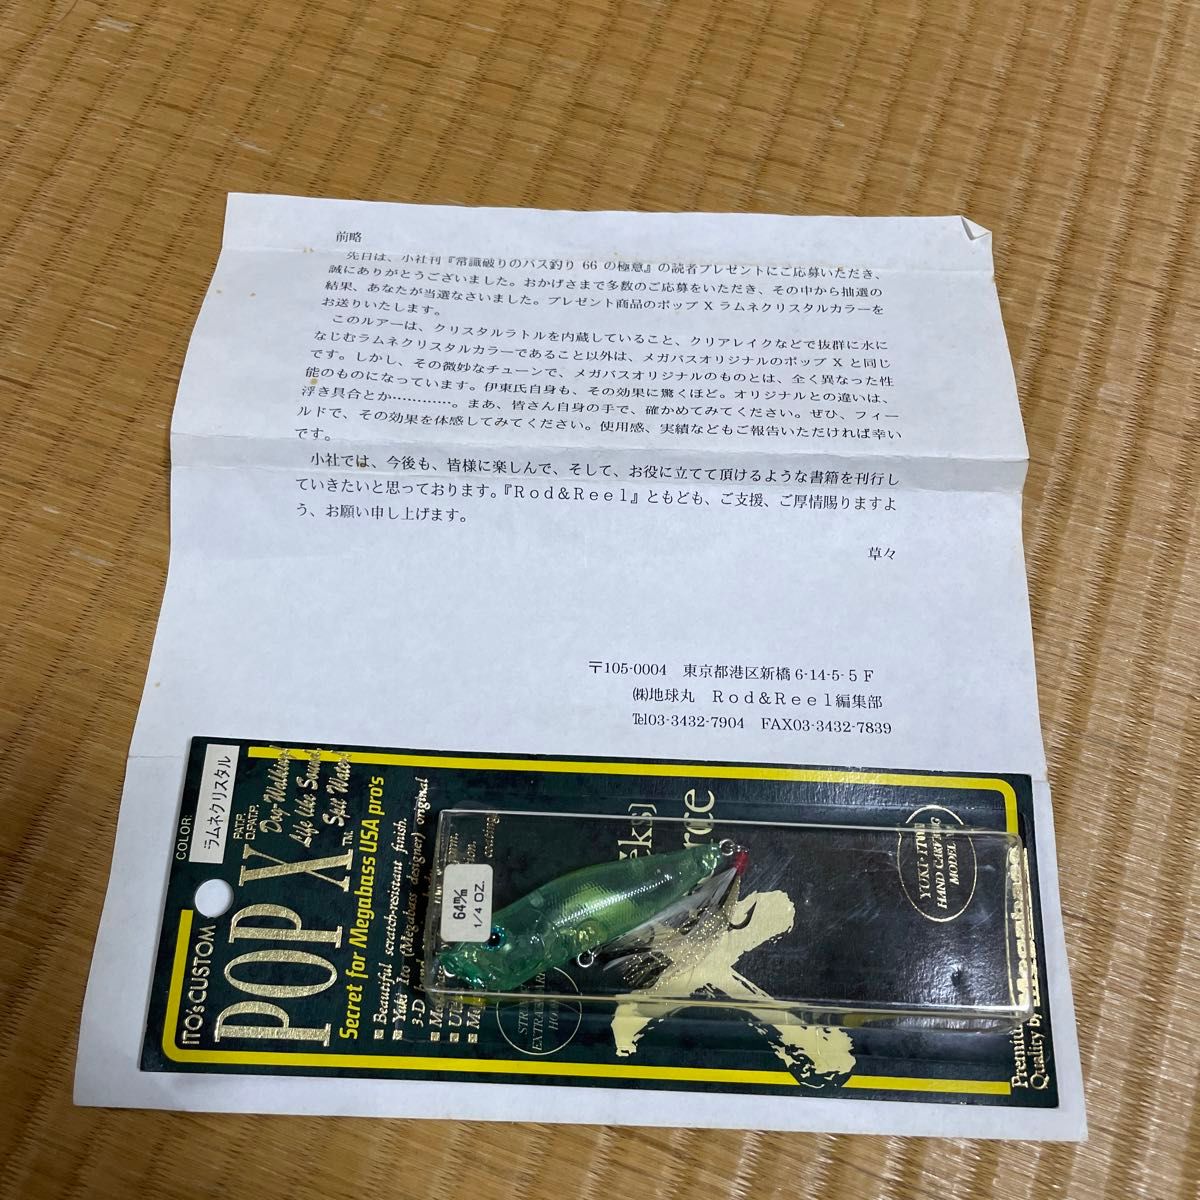 前略
先日は、小社刊『常識破りのバス釣り 66 の極意』の読者プレゼントにご応募いただき、
誠にありがとうございました。おかげさまで多数のご応募をいただき、その中から抽選の
結果、あなたが当選なさいました。プレゼント商品のポップ X ラムネクリスタルカラーを
お送りいたします。
このルアーは、クリスタルラトルを内蔵していること、クリアレイクなどで抜群に水に
なじむラムネクリスタルカラーであること以外は、メガバスオリジナルのポップ X と同じ
です。しかし、その微妙なチューンで、メガバスオリジナルのものとは、全く異なった性
能のものになっています。伊東氏自身も、その効果に驚くほど。オリジナルとの違いは、
浮き具合とか…………。まあ、皆さん自身の手で、確かめてみてください。ぜひ、フィー
ルドで、その効果を体感してみてください。使用感、実績などもご報告いただければ幸い
です。
小社では、今後も、皆様に楽しんで、そして、お役に立てて頂けるような書籍を刊行し
ていきたいと思っております。『Ｒｏｄ&Ｒｅｅｌ』ともども、ご支援、ご厚情賜りますよ
う、お願い申し上げます。
草々
〒105-0004 東京都港区新橋 6-14-5-５Ｆ
㈱地球丸 Ｒｏｄ&Ｒｅｅｌ編集部
℡03-3432-7904 FAX03-3432-7839
COLOR:
ラムネクリスタル
ITO's CUSTOM
POP X TM.
PAT.P.
D.PAT.P.
Dog-Walking!
Life like Sound
Spit Water!
Secret for Megabass USA pro's
■ Beautiful scratch-resistant finish.
■ Yuki Ito (Megabass designer) original
3-D hand
64㎜
1/4 OZ.
YUKI-ITO
HAND CARVING
MODEL
Premium
Quality by